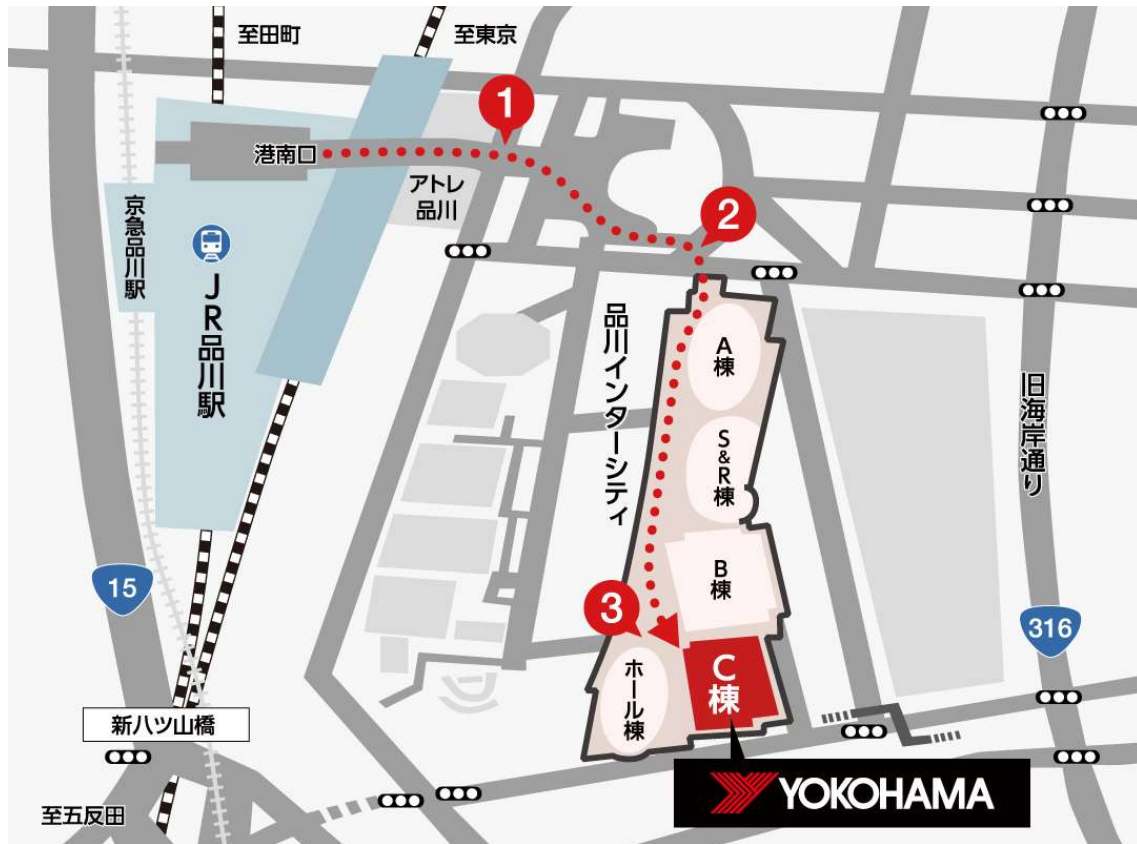 至田町
至東京
1
港南口
アトレ
品川
2
京急品川駅
JR品川駅
品川インターシティ
A棟
S&R棟
旧海岸通り
B棟
15
3
316
C棟
ホール棟
新八ツ山橋
YOKOHAMA
至五反田